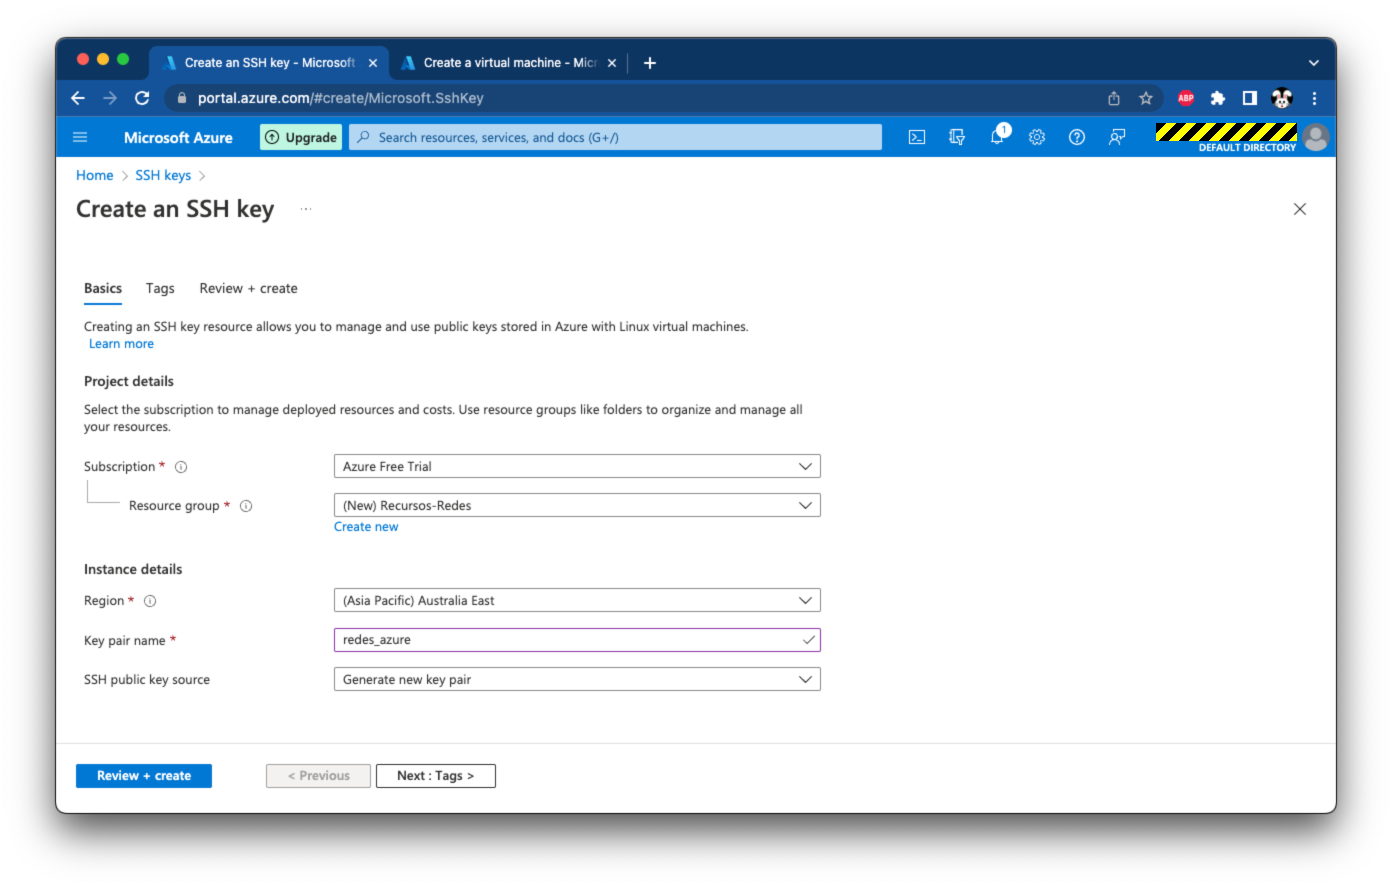 Create an SSH key - Microsoft
Create a virtual machine - Mic
portal.azure.com/#create/Microsoft.SshKey
ABP
Microsoft Azure
Upgrade
Search resources, services, and docs (G+/)
1
DEFAULT DIRECTORY
Home > SSH keys >
Create an SSH key ...
Basics
Tags
Review + create
Creating an SSH key resource allows you to manage and use public keys stored in Azure with Linux virtual machines.
Learn more
Project details
Select the subscription to manage deployed resources and costs. Use resource groups like folders to organize and manage all
your resources.
Subscription *
Azure Free Trial
Resource group *
(New) Recursos-Redes
Create new
Instance details
Region *
(Asia Pacific) Australia East
Key pair name *
redes_azure
SSH public key source
Generate new key pair
Review + create
< Previous
Next : Tags >